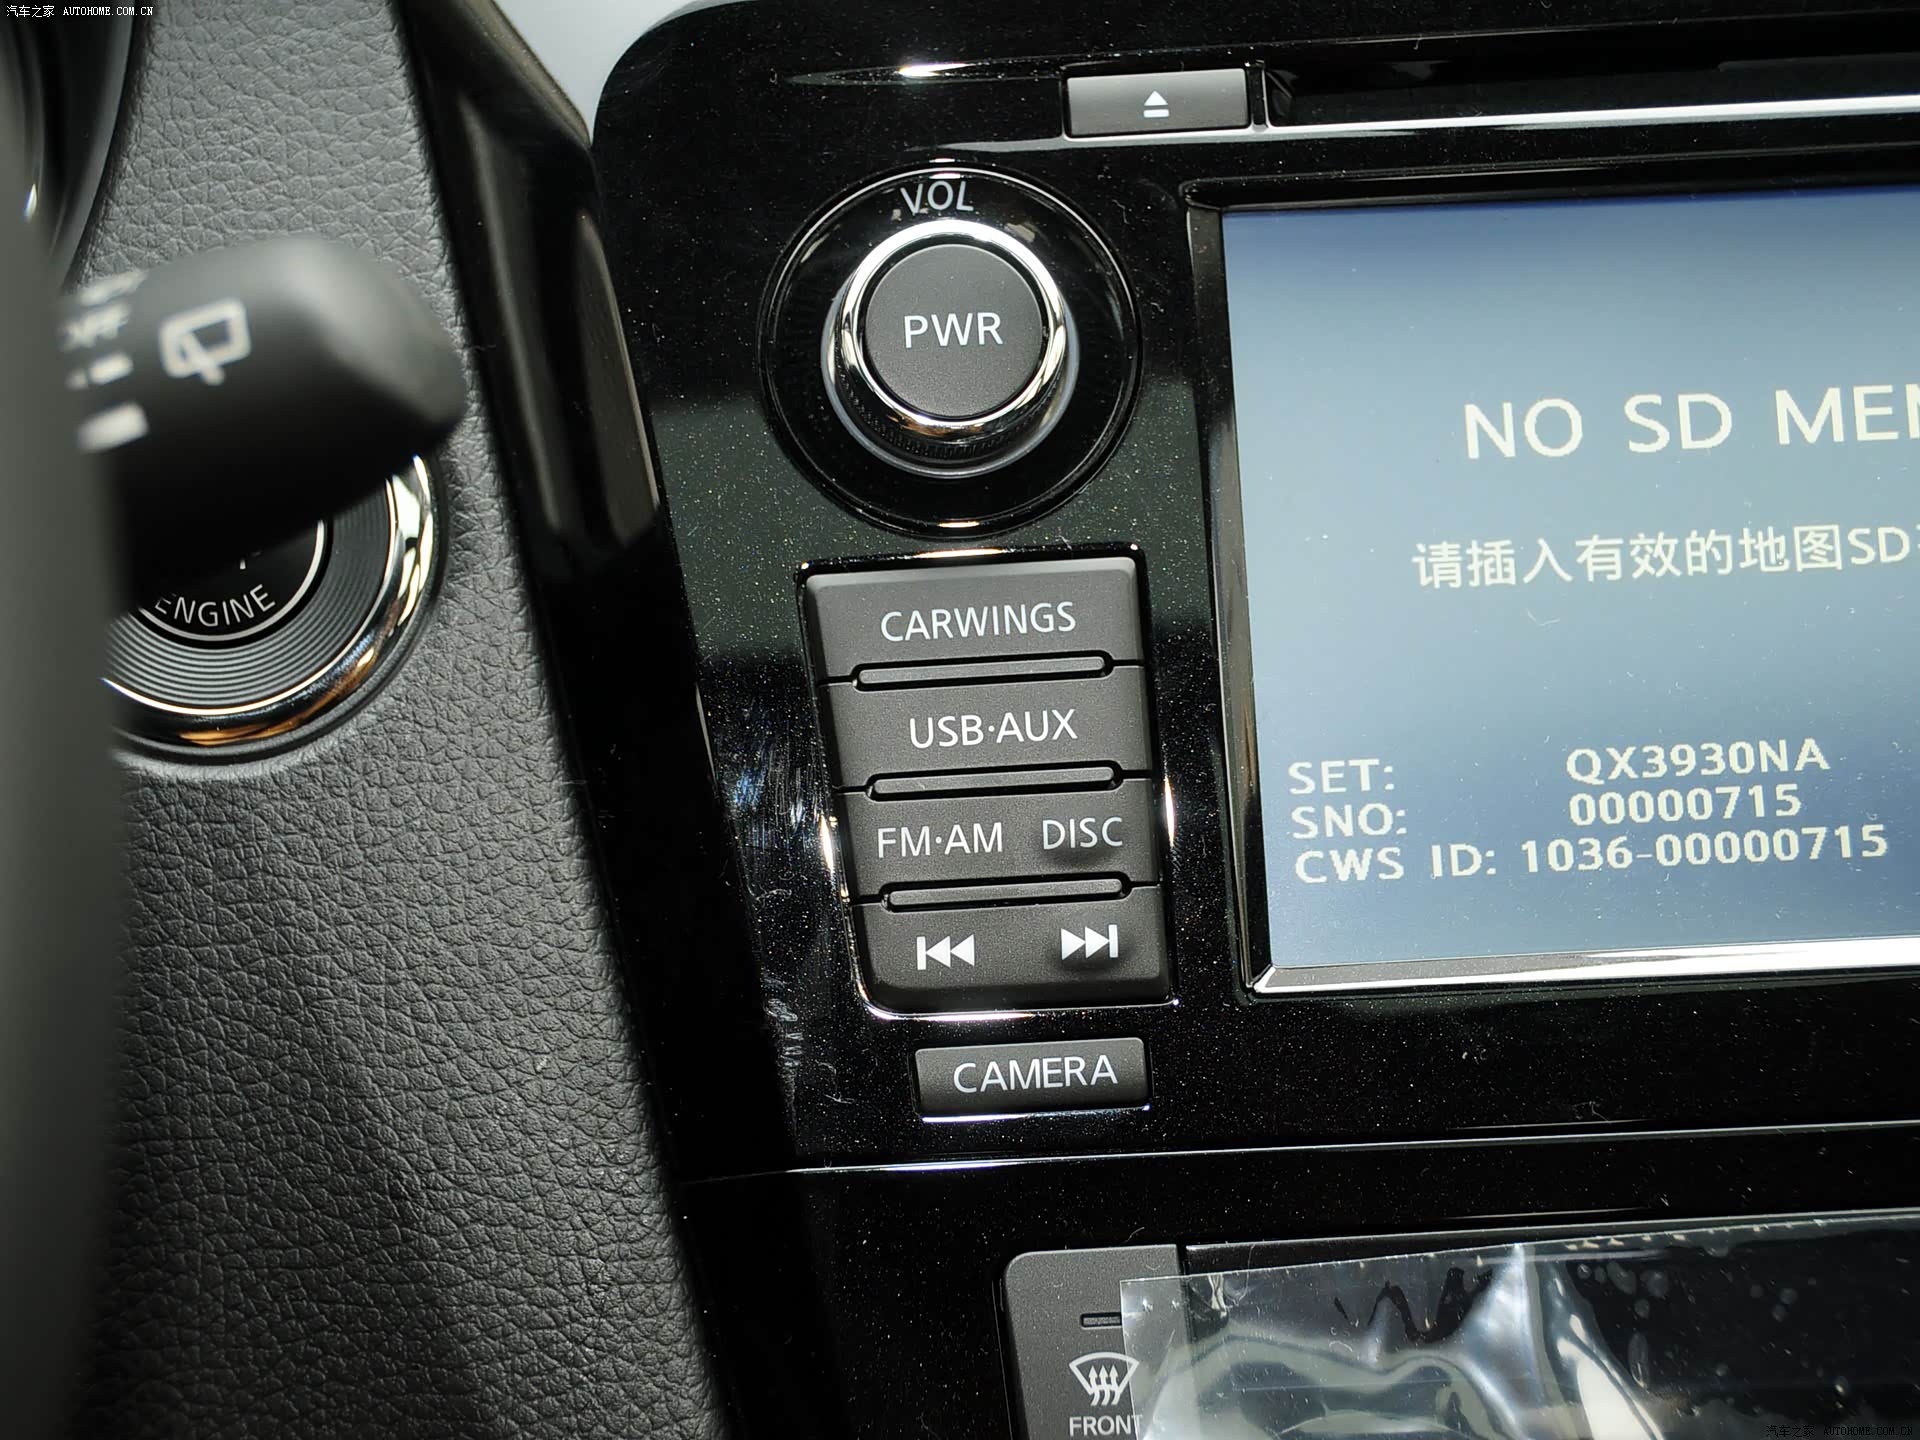 汽车之家 AUTOHOME.COM.CN
VOL
PWR
OFF
ENGINE
CARWINGS
USB·AUX
FM·AM DISC
CAMERA
NO SD MEM
请插入有效的地图SD
SET: QX3930NA
SNO: 00000715
CWS ID: 1036-00000715
FRONT
汽车之家 AUTOHOME.COM.CN